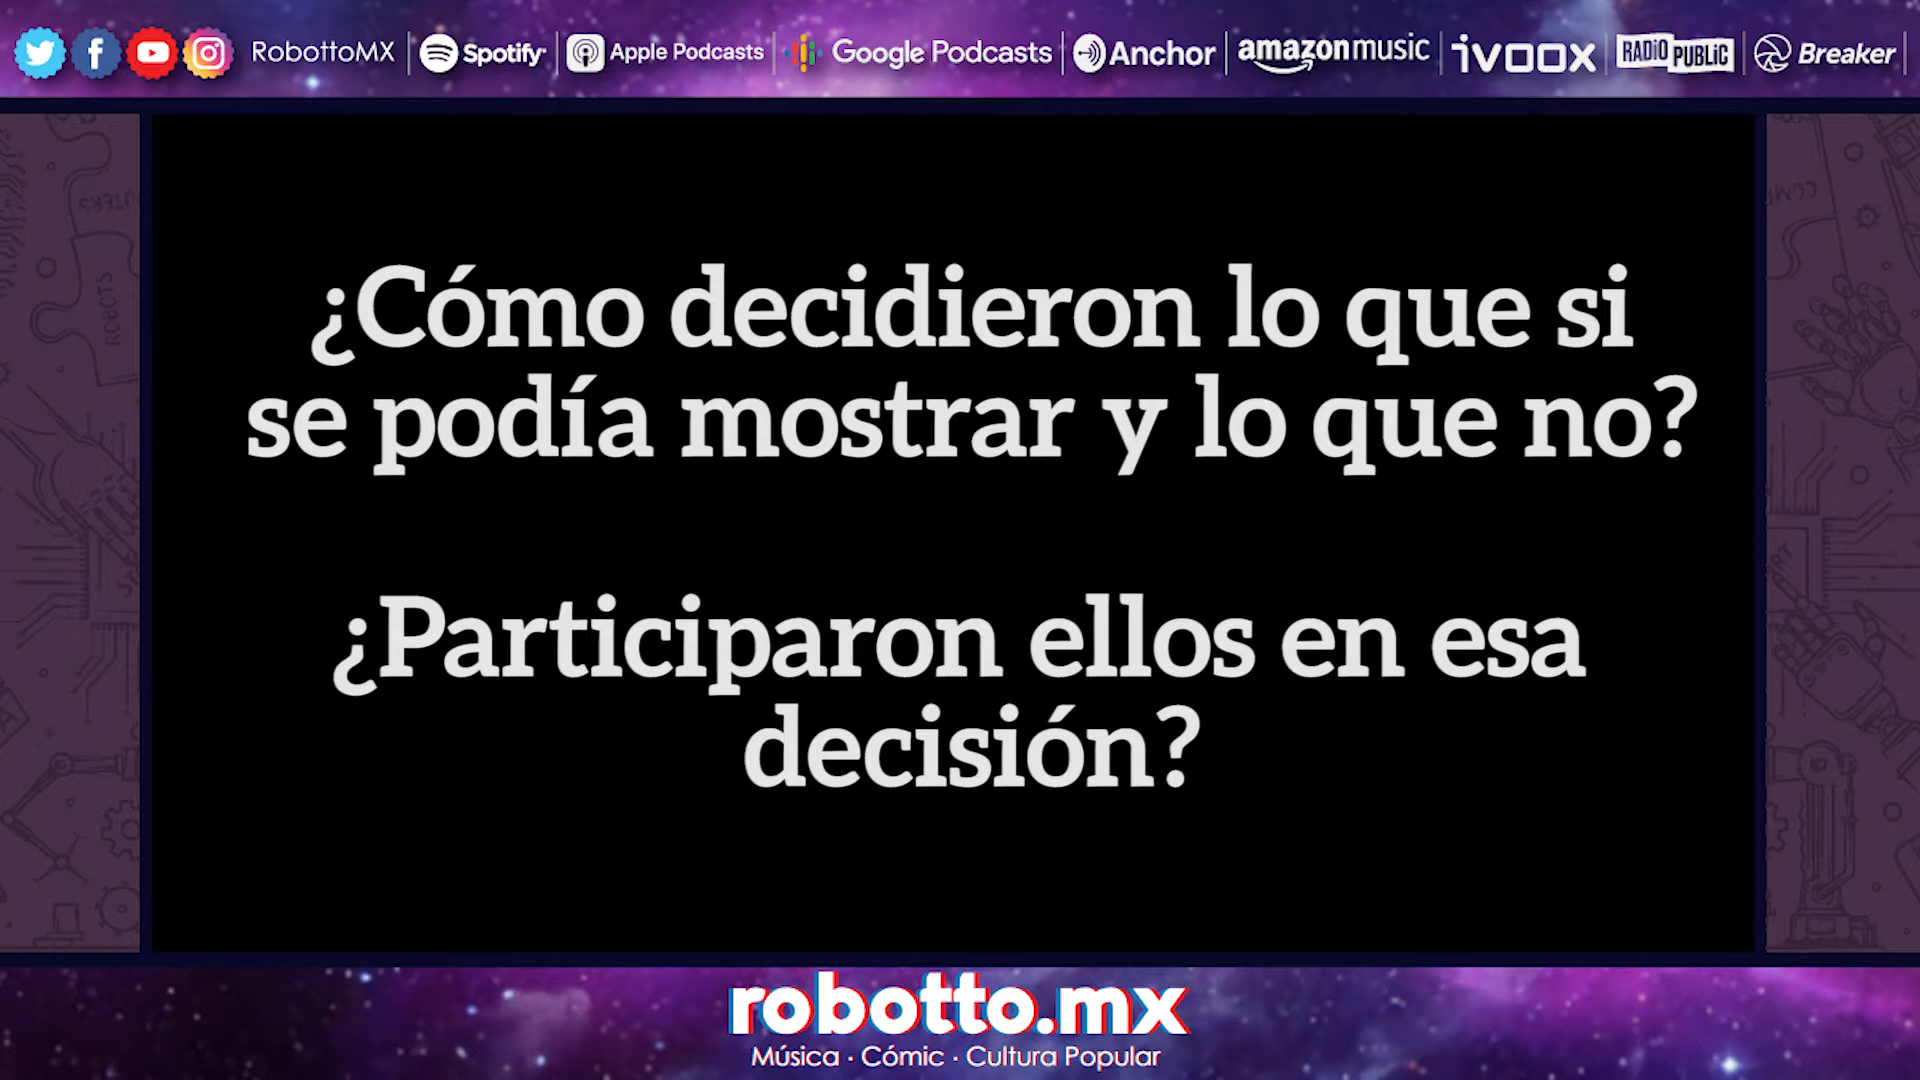 RobottoMX Spotify Apple Podcasts Google Podcasts Anchor amazon music ivoox RADIO PUBLIC Breaker
¿Cómo decidieron lo que si
se podía mostrar y lo que no?
¿Participaron ellos en esa
decisión?
ROBOTS
robotto.mx
Música · Cómic · Cultura Popular